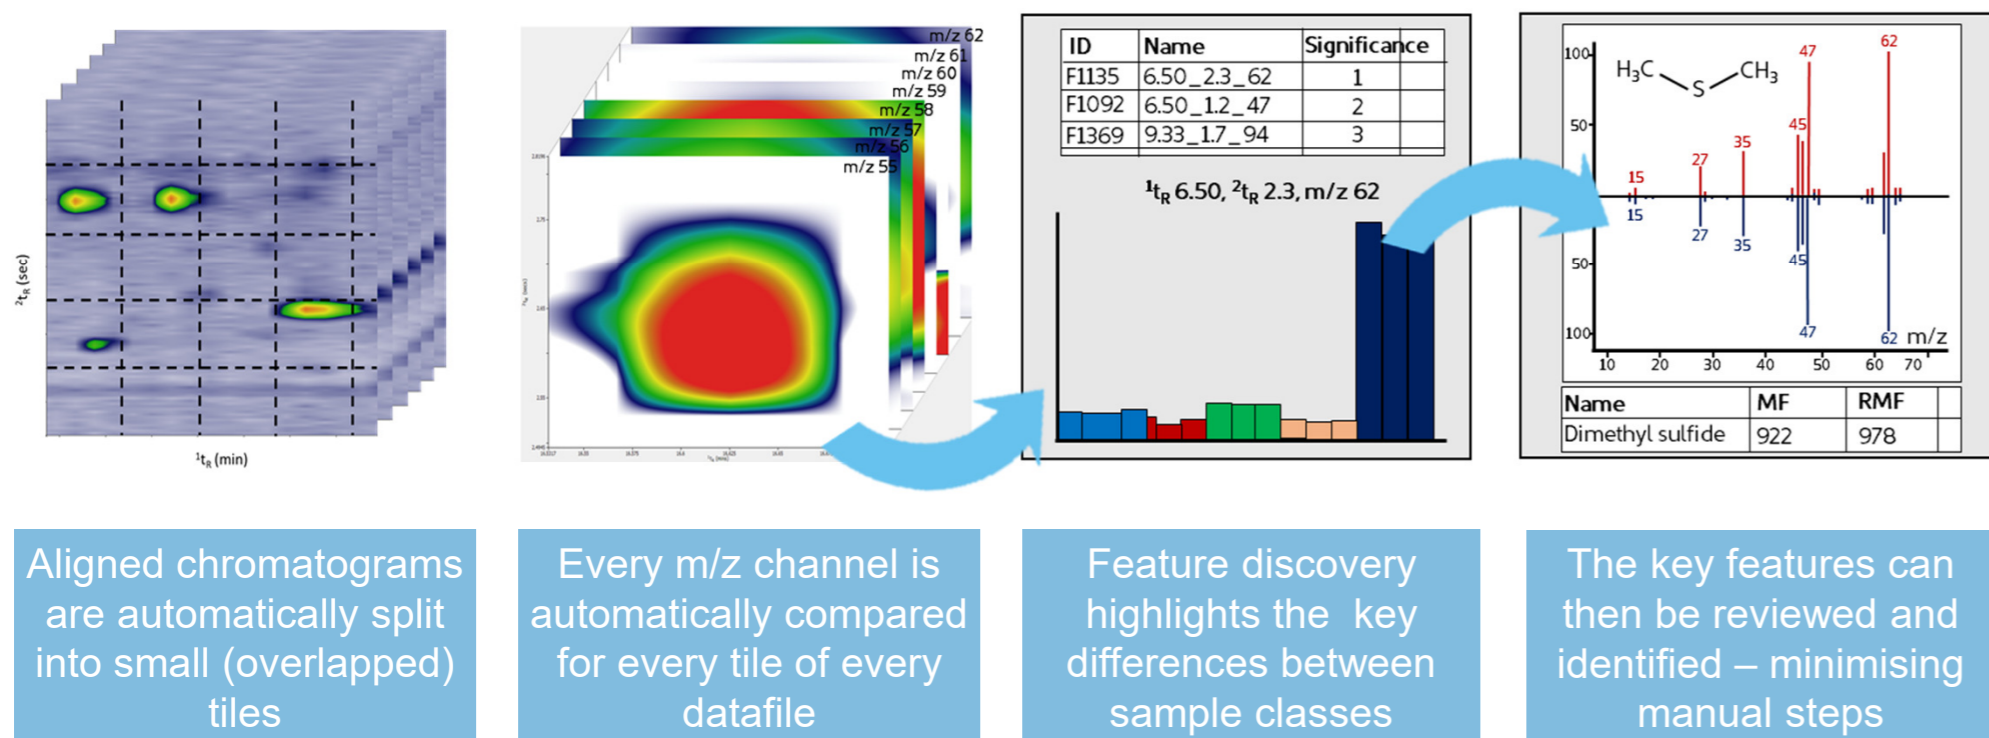 ²tR (sec)
¹tR (min)
m/z 62
m/z 61
m/z 60
m/z 59
m/z 58
m/z 57
m/z 56
m/z 55
ID Name Significance
F1135 6.50_2.3_62 1
F1092 6.50_1.2_47 2
F1369 9.33_1.7_94 3
¹tR 6.50, ²tR 2.3, m/z 62
100
50
50
100
H₃C S CH₃
15 27 35 45 47 62
15 27 35 45 47 62
m/z
10 20 30 40 50 60 70
Name MF RMF
Dimethyl sulfide 922 978
Aligned chromatograms
are automatically split
into small (overlapped)
tiles
Every m/z channel is
automatically compared
for every tile of every
datafile
Feature discovery
highlights the key
differences between
sample classes
The key features can
then be reviewed and
identified – minimising
manual steps